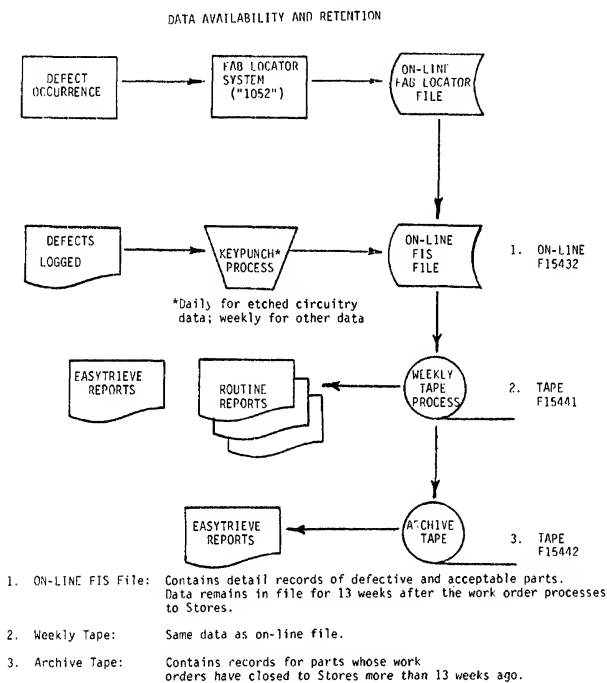 DATA AVAILABILITY AND RETENTION
DEFECT
OCCURRENCE
FAB LOCATOR
SYSTEM
("1052")
ON-LINE
FAB LOCATOR
FILE
DEFECTS
LOGGED
KEYPUNCH*
PROCESS
ON-LINE
FIS
FILE
1. ON-LINE
F15432
*Daily for etched circuitry
data; weekly for other data
EASYTRIEVE
REPORTS
ROUTINE
REPORTS
WEEKLY
TAPE
PROCESS
2. TAPE
F15441
EASYTRIEVE
REPORTS
ARCHIVE
TAPE
3. TAPE
F15442
1. ON-LINE FIS File: Contains detail records of defective and acceptable parts.
Data remains in file for 13 weeks after the work order processes
to Stores.
2. Weekly Tape: Same data as on-line file.
3. Archive Tape: Contains records for parts whose work
orders have closed to Stores more than 13 weeks ago.